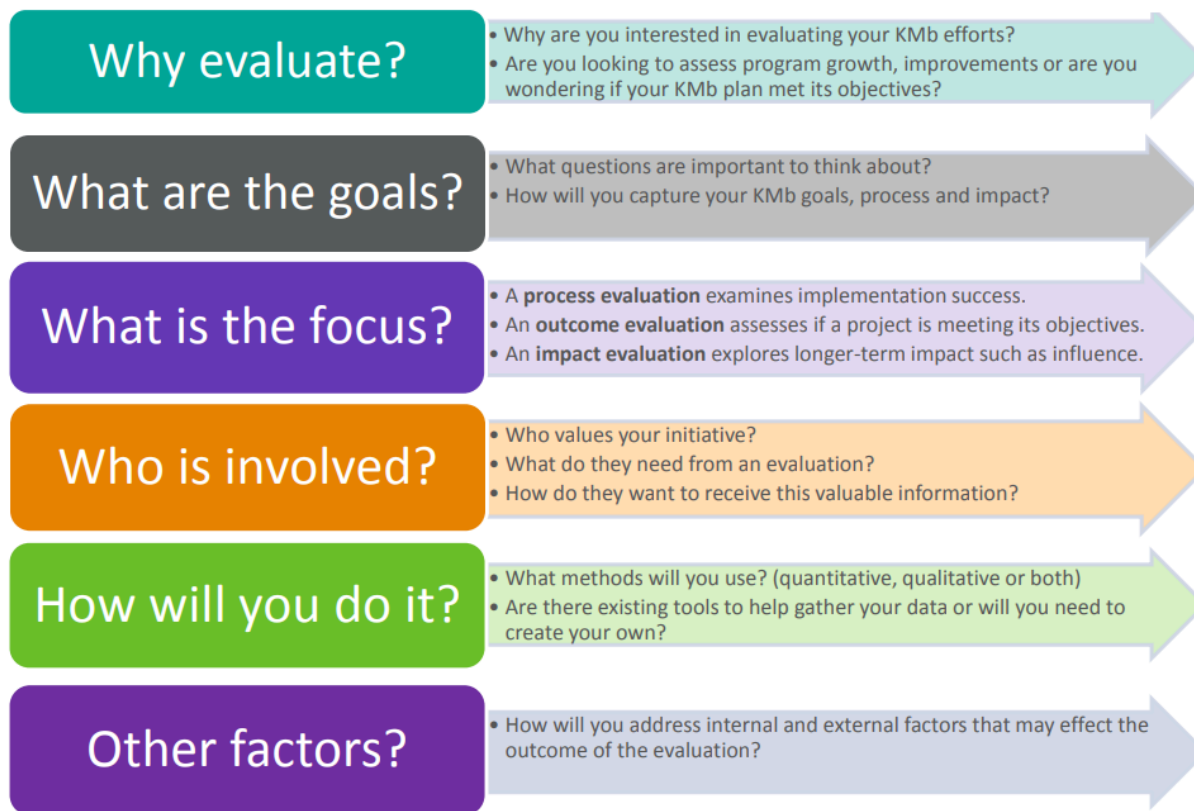 Why evaluate?
• Why are you interested in evaluating your KMb efforts?
• Are you looking to assess program growth, improvements or are you
wondering if your KMb plan met its objectives?
What are the goals?
• What questions are important to think about?
• How will you capture your KMb goals, process and impact?
What is the focus?
• A process evaluation examines implementation success.
• An outcome evaluation assesses if a project is meeting its objectives.
• An impact evaluation explores longer-term impact such as influence.
Who is involved?
• Who values your initiative?
• What do they need from an evaluation?
• How do they want to receive this valuable information?
How will you do it?
• What methods will you use? (quantitative, qualitative or both)
• Are there existing tools to help gather your data or will you need to
create your own?
Other factors?
• How will you address internal and external factors that may effect the
outcome of the evaluation?